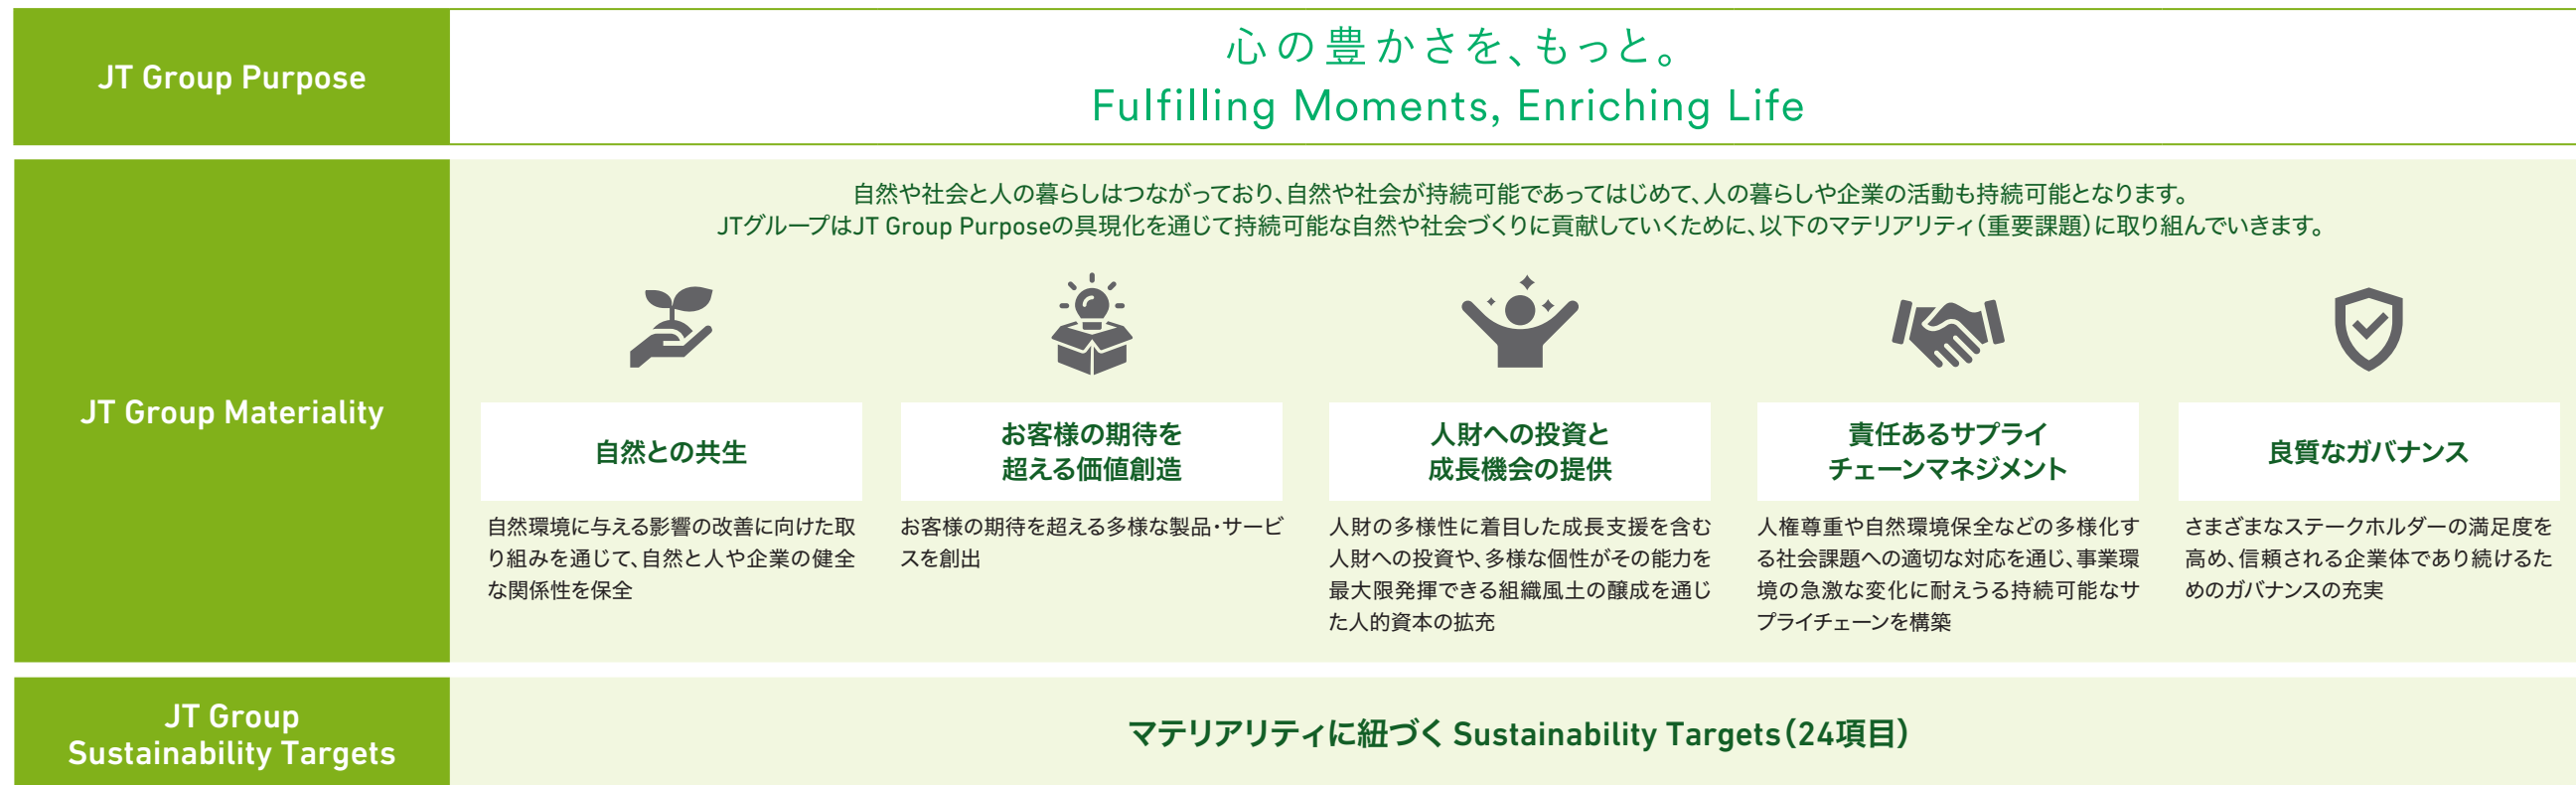 JT Group Purpose
心の豊かさを、もっと。
Fulfilling Moments, Enriching Life
JT Group Materiality
自然や社会と人の暮らしはつながっており、自然や社会が持続可能であってはじめて、人の暮らしや企業の活動も持続可能となります。
JTグループはJT Group Purposeの具現化を通じて持続可能な自然や社会づくりに貢献していくために、以下のマテリアリティ（重要課題）に取り組んでいきます。
自然との共生
自然環境に与える影響の改善に向けた取
り組みを通じて、自然と人や企業の健全
な関係性を保全
お客様の期待を
超える価値創造
お客様の期待を超える多様な製品・サービ
スを創出
人財への投資と
成長機会の提供
人財の多様性に着目した成長支援を含む
人財への投資や、多様な個性がその能力を
最大限発揮できる組織風土の醸成を通じ
た人的資本の拡充
責任あるサプライ
チェーンマネジメント
人権尊重や自然環境保全などの多様化す
る社会課題への適切な対応を通じ、事業環
境の急激な変化に耐えうる持続可能なサ
プライチェーンを構築
良質なガバナンス
さまざまなステークホルダーの満足度を
高め、信頼される企業体であり続けるた
めのガバナンスの充実
JT Group
Sustainability Targets
マテリアリティに紐づく Sustainability Targets（24項目）